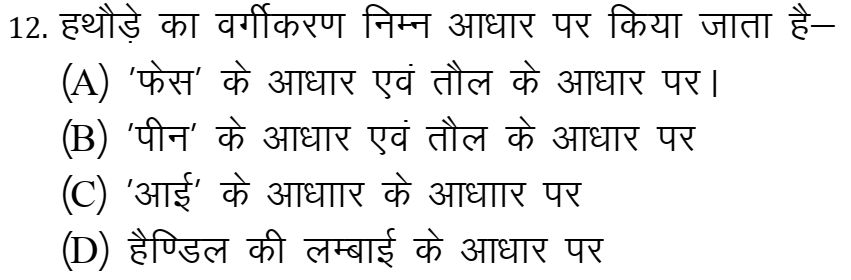 12. हथौड़े का वर्गीकरण निम्न आधार पर किया जाता है–
(A) 'फेस' के आधार एवं तौल के आधार पर।
(B) 'पीन' के आधार एवं तौल के आधार पर
(C) 'आई' के आधाार के आधाार पर
(D) हैण्डिल की लम्बाई के आधार पर